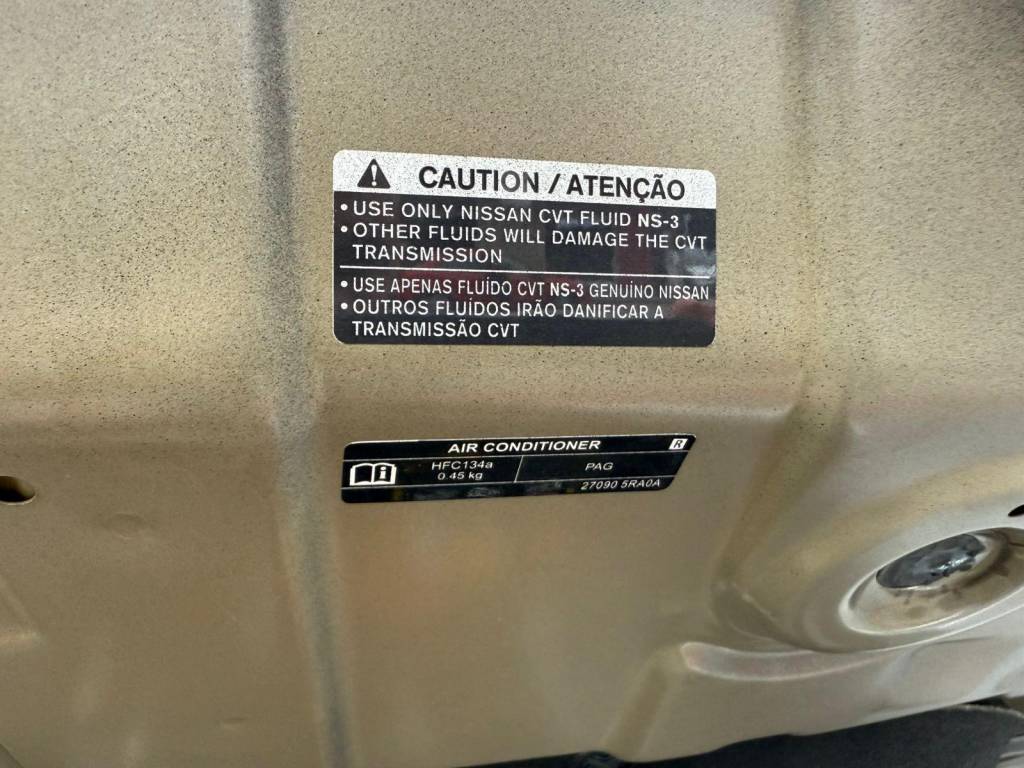 CAUTION / ATENÇÃO
• USE ONLY NISSAN CVT FLUID NS-3
• OTHER FLUIDS WILL DAMAGE THE CVT
TRANSMISSION
• USE APENAS FLUÍDO CVT NS-3 GENUÍNO NISSAN
• OUTROS FLUÍDOS IRÃO DANIFICAR A
TRANSMISSÃO CVT
AIR CONDITIONER R
HFC134a PAG
0.45 kg
27090 5RA0A